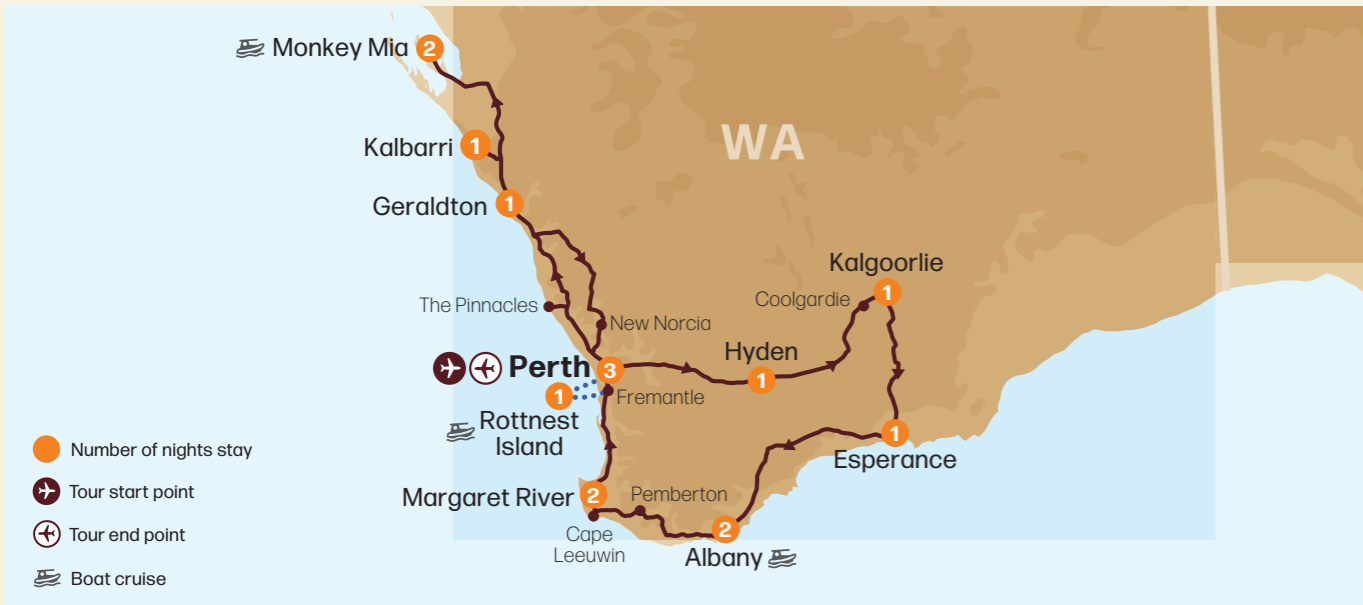 Monkey Mia 2
Kalbarri 1
WA
Geraldton 1
Kalgoorlie
1
Coolgardie
The Pinnacles
New Norcia
Hyden
1
Perth 3
1
Fremantle
Rottnest
Island
1
Esperance
Margaret River 2
Pemberton
Cape
Leeuwin
2
Albany
Number of nights stay
Tour start point
Tour end point
Boat cruise